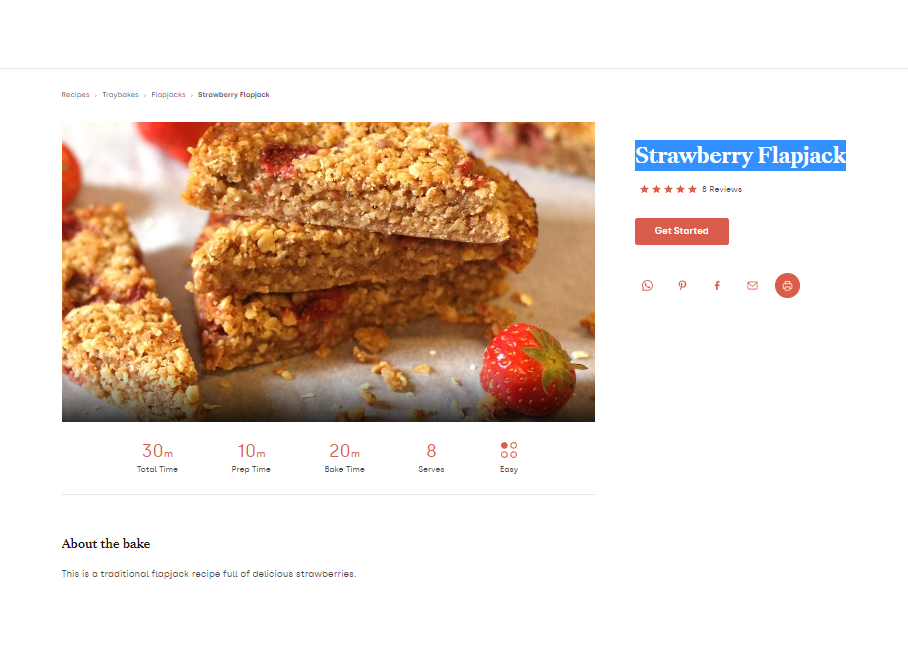 Recipes › Traybakes › Flapjacks › Strawberry Flapjack
Strawberry Flapjack
6 Reviews
Get Started
30m
Total Time
10m
Prep Time
20m
Bake Time
8
Serves
Easy
About the bake
This is a traditional flapjack recipe full of delicious strawberries.